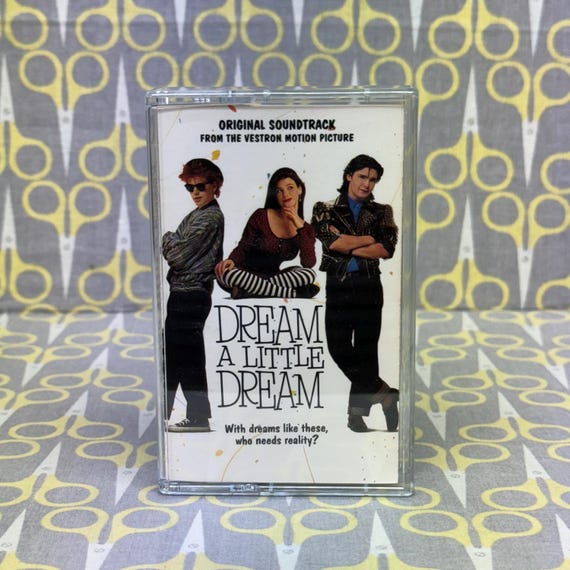 ORIGINAL SOUNDTRACK
FROM THE VESTRON MOTION PICTURE
DREAM
A LITTLE
DREAM
With dreams like these,
who needs reality?